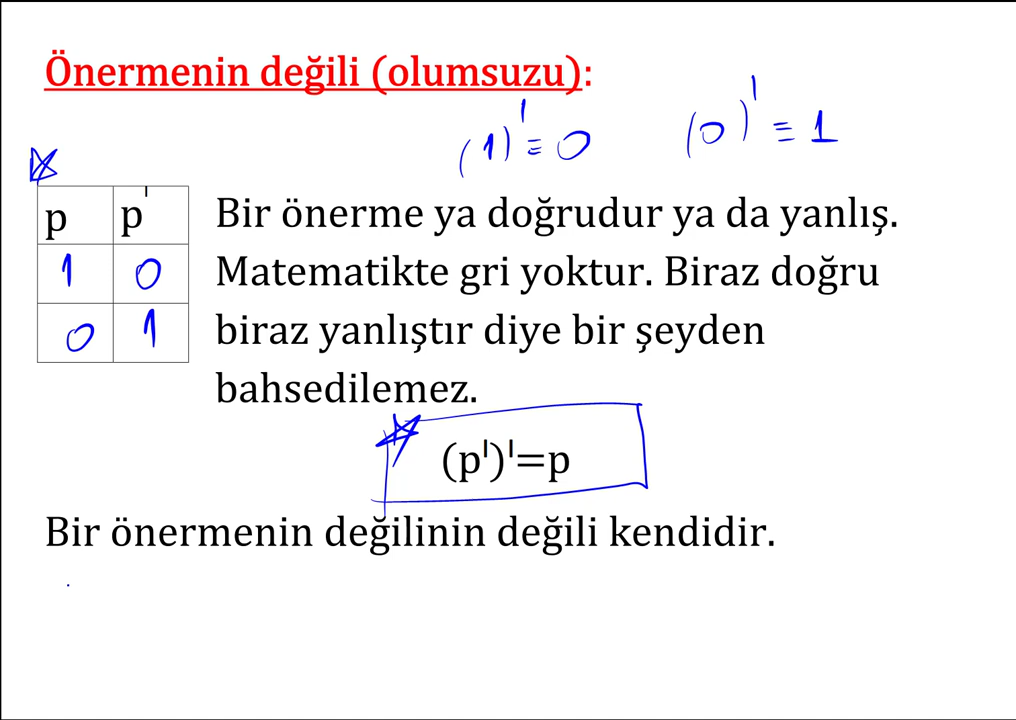 Önermenin değili (olumsuzu):
(1)' ≡ 0 (0)' ≡ 1
p p'
1 0
0 1
Bir önerme ya doğrudur ya da yanlış.
Matematikte gri yoktur. Biraz doğru
biraz yanlıştır diye bir şeyden
bahsedilemez.
(p')'=p
Bir önermenin değilinin değili kendidir.